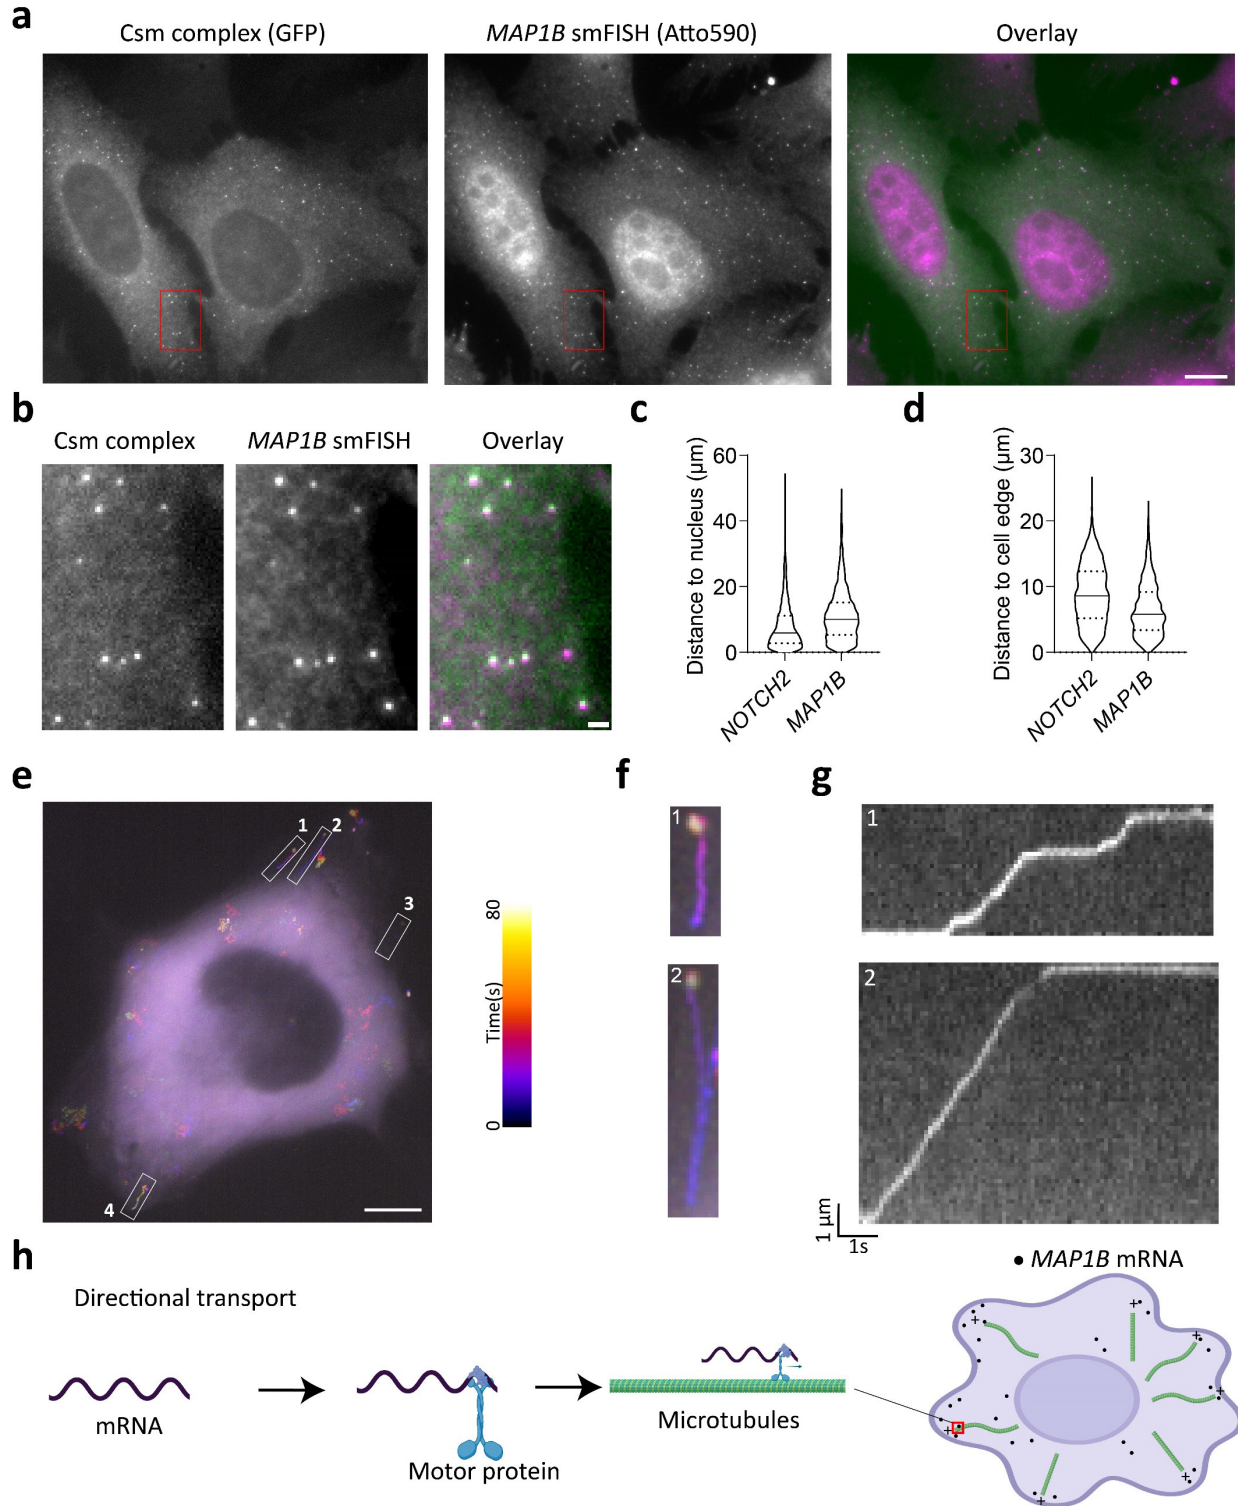 a
Csm complex (GFP)
MAP1B smFISH (Atto590)
Overlay
b
Csm complex
MAP1B smFISH
Overlay
c
Distance to nucleus (µm)
60
40
20
0
NOTCH2
MAP1B
d
Distance to cell edge (µm)
30
20
10
0
NOTCH2
MAP1B
e
1
2
3
4
80
Time(s)
0
f
1
2
g
1
2
1 µm
1s
h
Directional transport
mRNA
Motor protein
Microtubules
• MAP1B mRNA
+
+
+
+
+
+
+